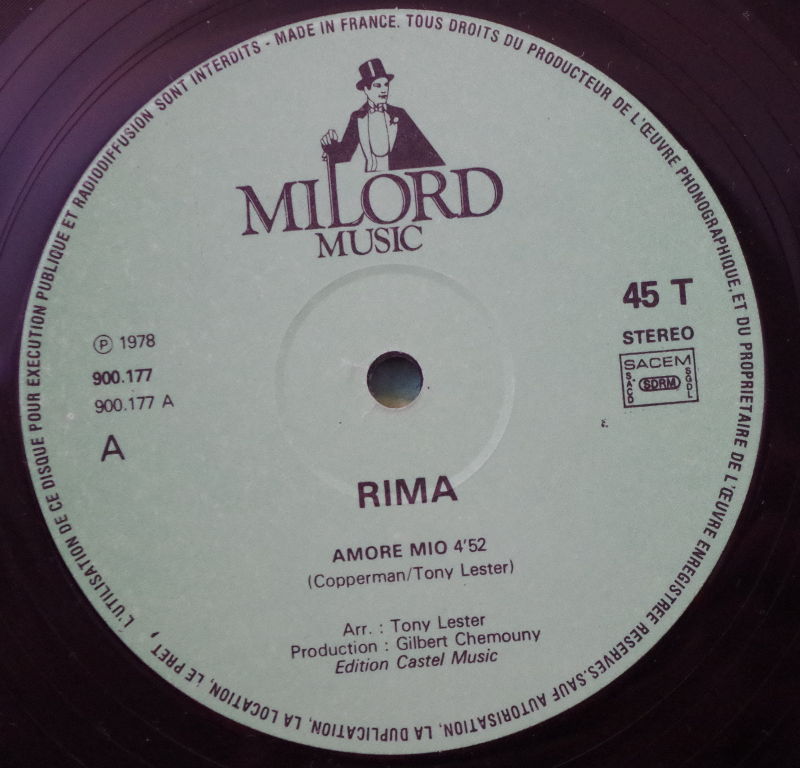 MADE IN FRANCE. TOUS DROITS DU PRODUCTEUR DE L'ŒUVRE PHONOGRAPHIQUE. ET DU PROPRIETAIRE DE L'ŒUVRE ENREGISTREE RESERVES. SAUF AUTORISATION, LA DUPLICATION, LA LOCATION, LE PRET, L'UTILISATION DE CE DISQUE POUR EXECUTION PUBLIQUE ET RADIODIFFUSION SONT INTERDITS -
MILORD
MUSIC
45 T
STEREO
SACEM
SACD
SDRM
SGDL
Ⓟ 1978
900.177
900.177 A
A
RIMA
AMORE MIO 4'52
(Copperman/Tony Lester)
Arr. : Tony Lester
Production : Gilbert Chemouny
Edition Castel Music